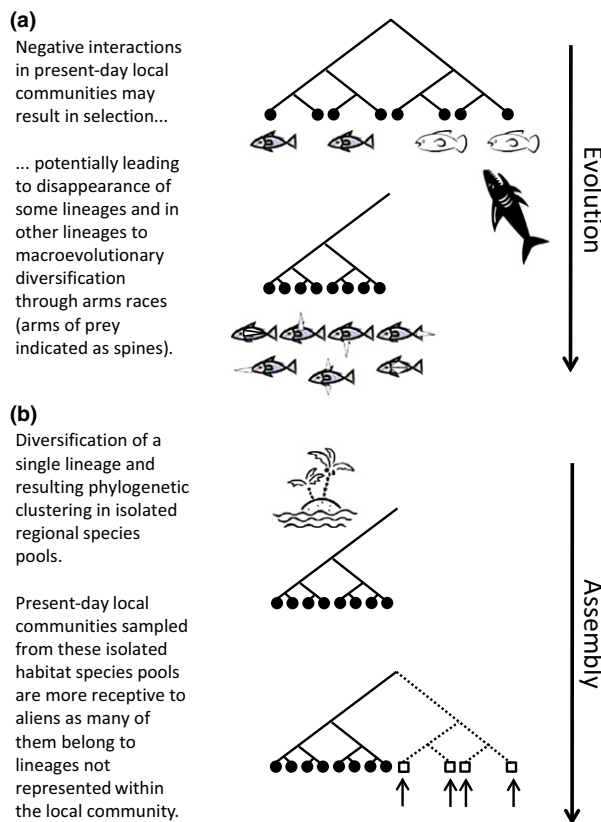 (a)
Negative interactions
in present-day local
communities may
result in selection...
... potentially leading
to disappearance of
some lineages and in
other lineages to
macroevolutionary
diversification
through arms races
(arms of prey
indicated as spines).
Evolution
(b)
Diversification of a
single lineage and
resulting phylogenetic
clustering in isolated
regional species
pools.
Present-day local
communities sampled
from these isolated
habitat species pools
are more receptive to
aliens as many of
them belong to
lineages not
represented within
the local community.
Assembly